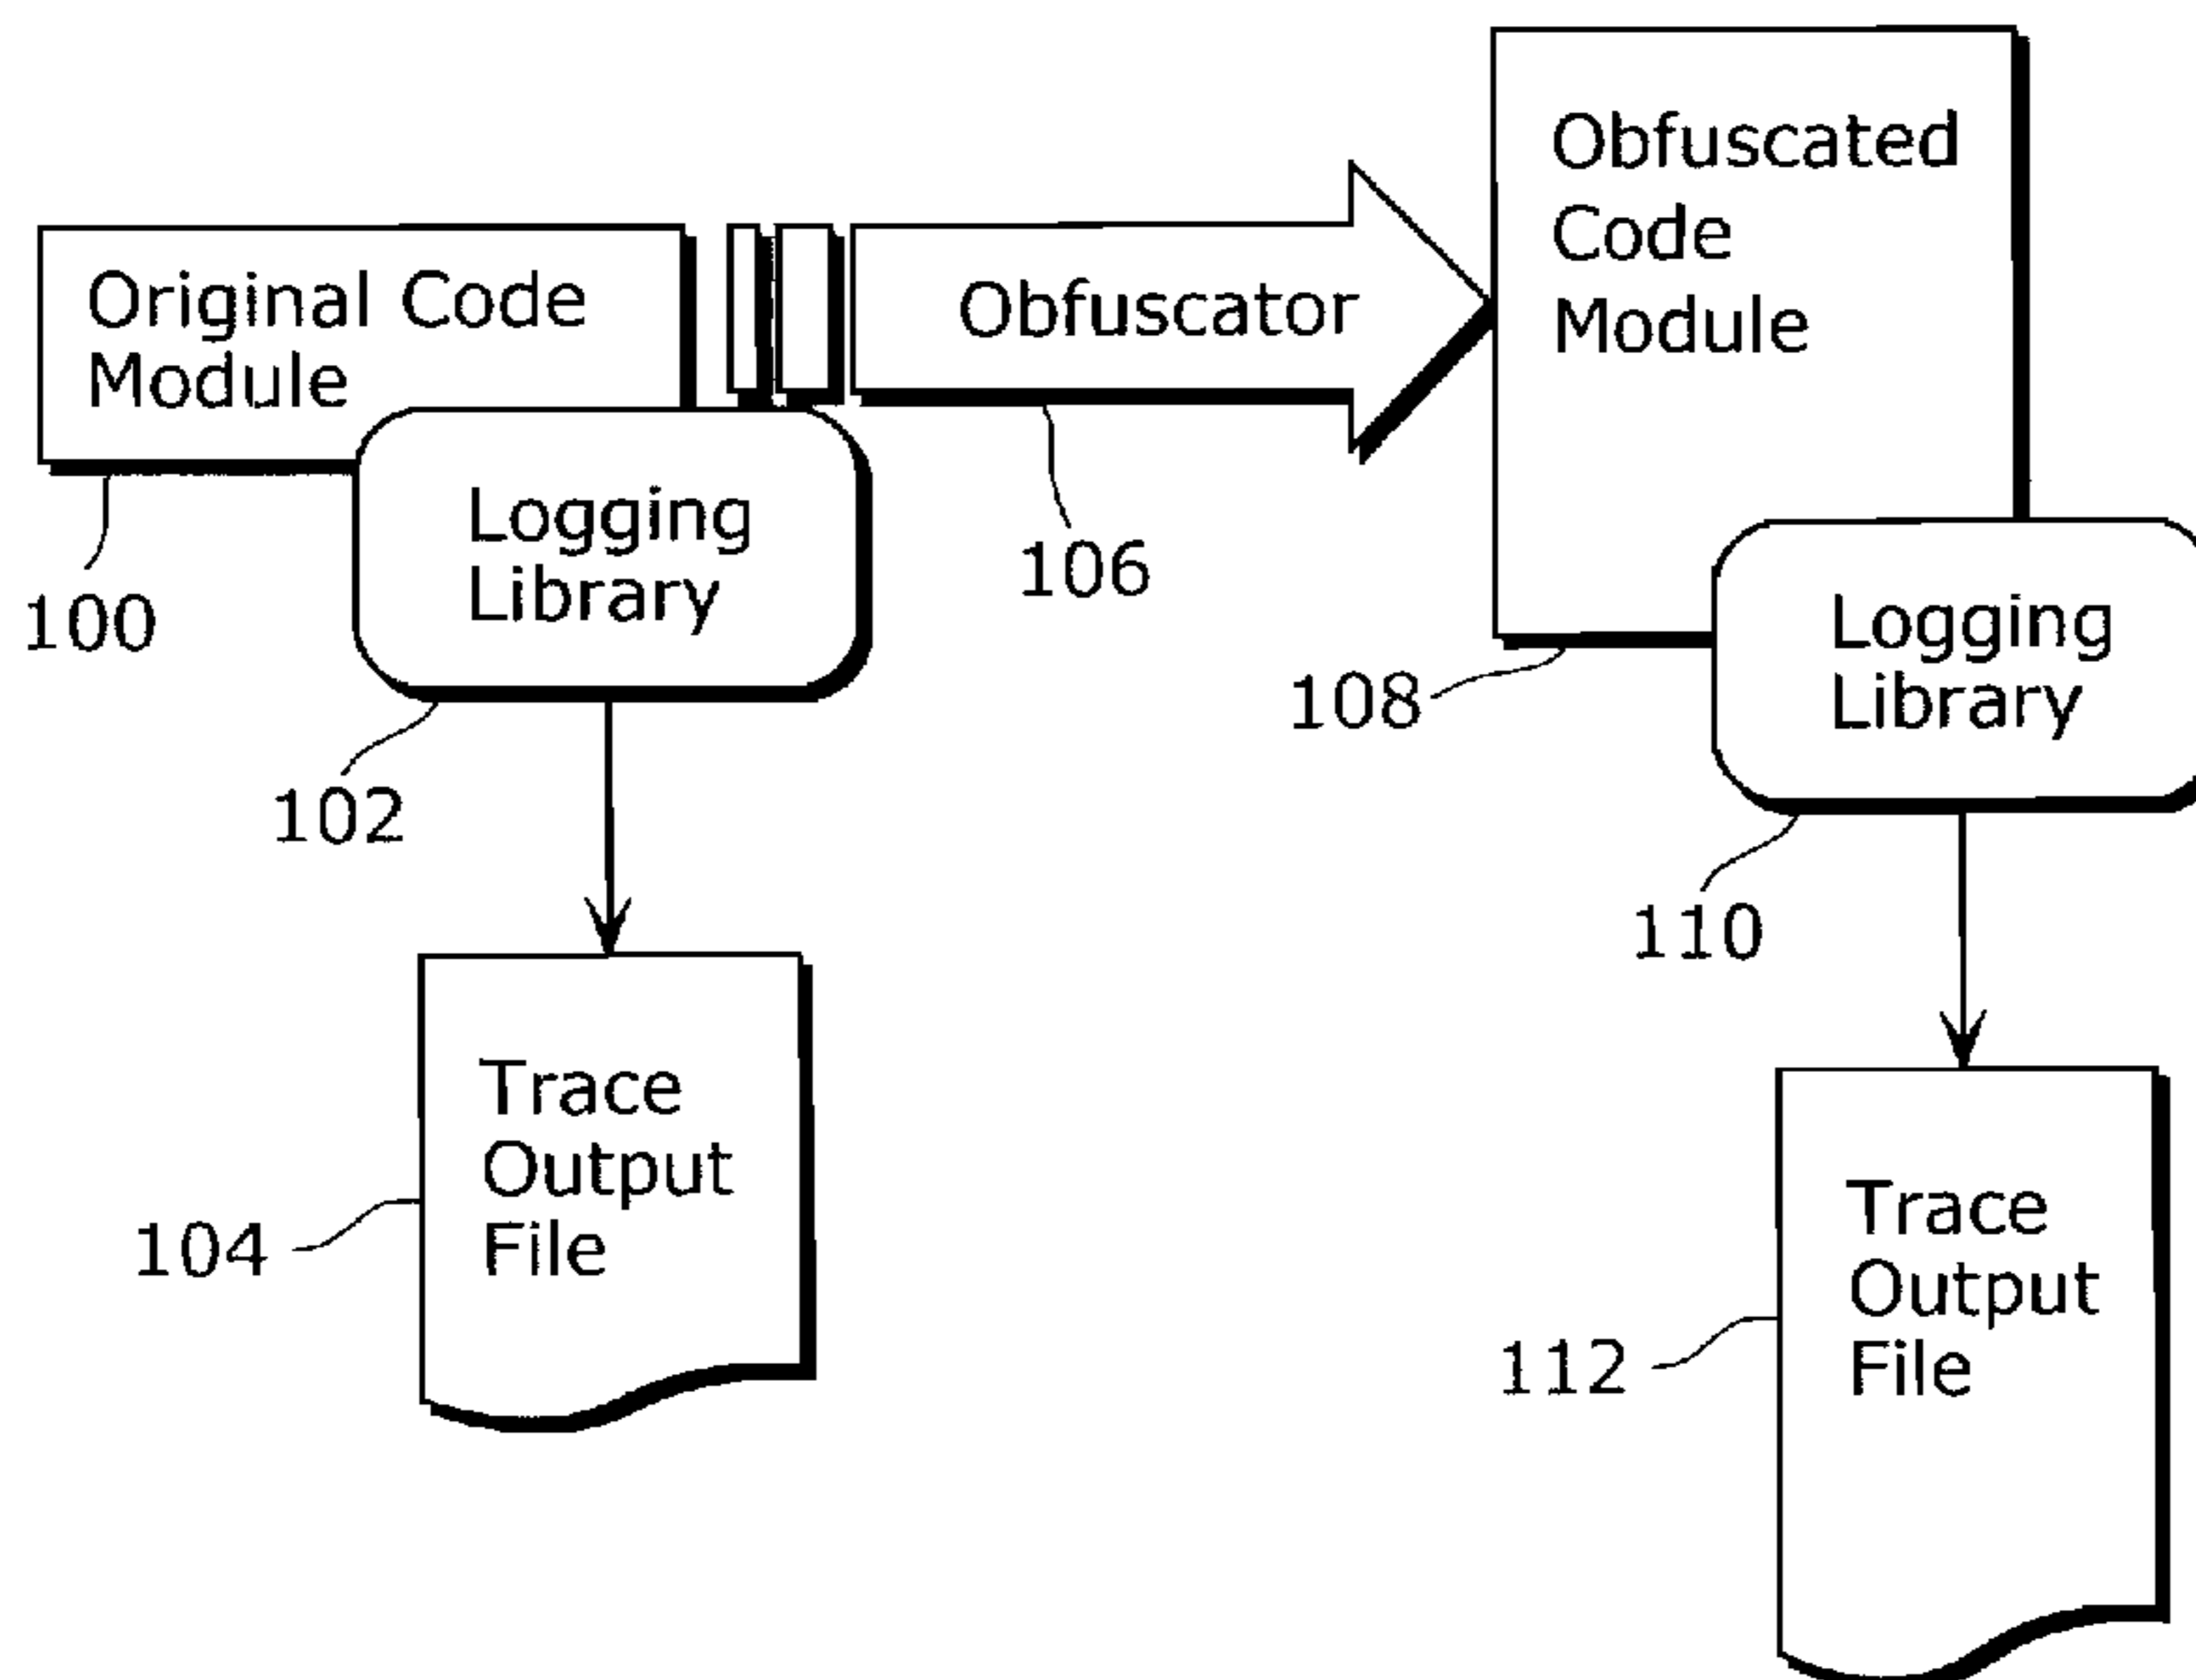 Original Code
Module
100
Logging
Library
102
Trace
Output
File
104
Obfuscator
106
Obfuscated
Code
Module
108
Logging
Library
110
Trace
Output
File
112